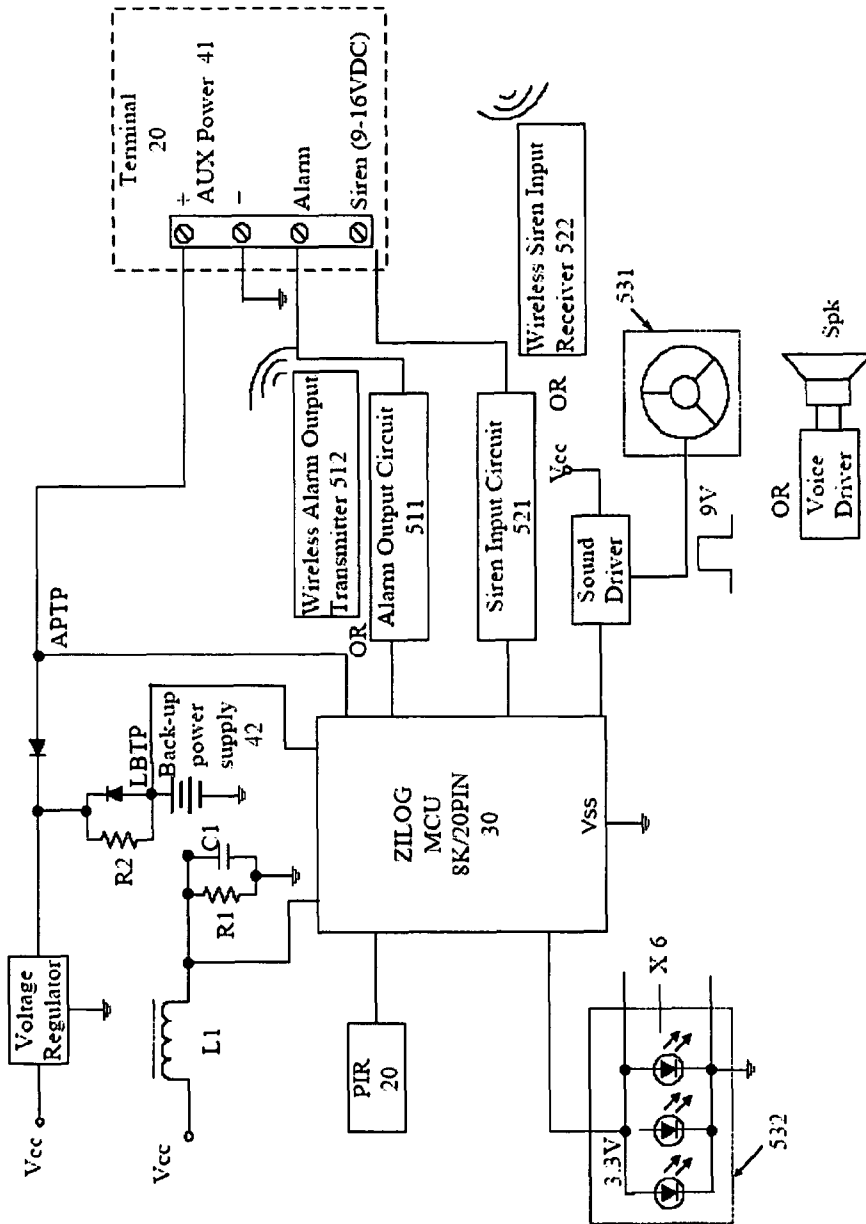 Terminal
20
+
AUX Power 41
−
Alarm
Siren (9-16VDC)
APTP
Voltage
Regulator
Vcc
R2
LBTP
Back-up
power
supply
42
Vcc
L1
R1
C1
Wireless Alarm Output
Transmitter 512
OR
Alarm Output Circuit
511
Siren Input Circuit
521
OR
Wireless Siren Input
Receiver 522
PIR
20
ZILOG
MCU
8K/20PIN
30
Vss
Vcc
Sound
Driver
531
9V
OR
Voice
Driver
Spk
3.3V
X 6
532